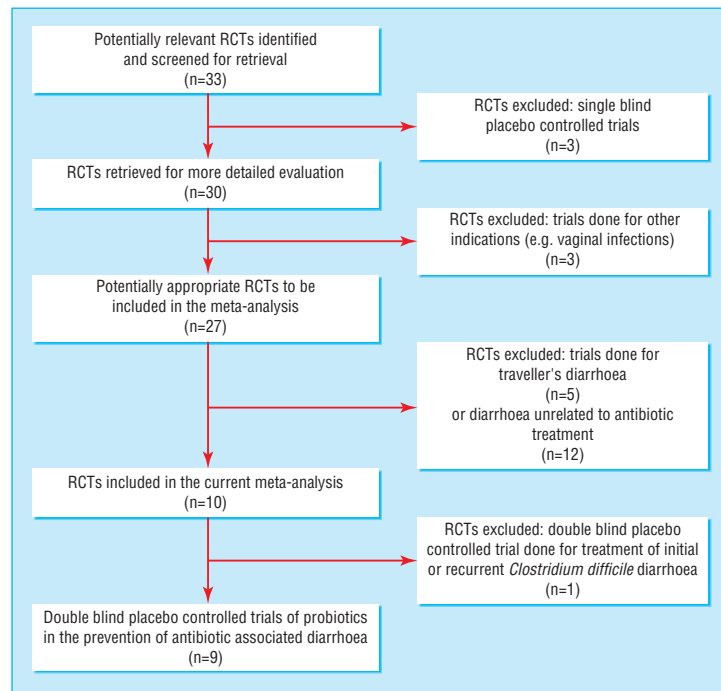 Potentially relevant RCTs identified
and screened for retrieval
(n=33)
RCTs excluded: single blind
placebo controlled trials
(n=3)
RCTs retrieved for more detailed evaluation
(n=30)
RCTs excluded: trials done for other
indications (e.g. vaginal infections)
(n=3)
Potentially appropriate RCTs to be
included in the meta-analysis
(n=27)
RCTs excluded: trials done for
traveller's diarrhoea
(n=5)
or diarrhoea unrelated to antibiotic
treatment
(n=12)
RCTs included in the current meta-analysis
(n=10)
RCTs excluded: double blind placebo
controlled trial done for treatment of initial
or recurrent Clostridium difficile diarrhoea
(n=1)
Double blind placebo controlled trials of probiotics
in the prevention of antibiotic associated diarrhoea
(n=9)